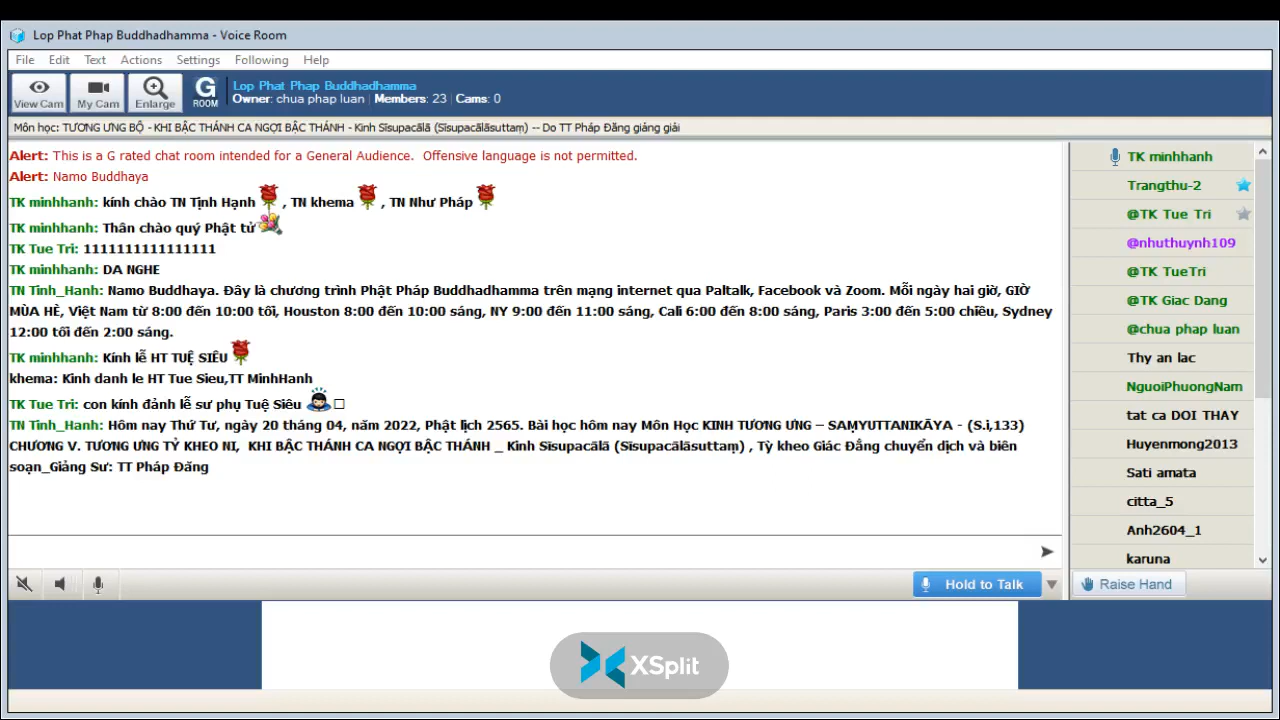 Lop Phat Phap Buddhadhamma - Voice Room
File Edit Text Actions Settings Following Help
View Cam My Cam Enlarge G ROOM
Lop Phat Phap Buddhadhamma
Owner: chua phap luan | Members: 23 | Cams: 0
Môn học: TƯƠNG ƯNG BỘ - KHI BẬC THÁNH CA NGỢI BẬC THÁNH - Kinh Sīsupacālā (Sīsupacālāsuttaṃ) -- Do TT Pháp Đăng giảng giải
Alert: This is a G rated chat room intended for a General Audience. Offensive language is not permitted.
Alert: Namo Buddhaya
TK minhhanh: kính chào TN Tịnh Hạnh , TN khema , TN Như Pháp
TK minhhanh: Thân chào quý Phật tử
TK Tue Tri: 1111111111111111
TK minhhanh: DA NGHE
TN Tinh_Hanh: Namo Buddhaya. Đây là chương trình Phật Pháp Buddhadhamma trên mạng internet qua Paltalk, Facebook và Zoom. Mỗi ngày hai giờ, GIỜ
MÙA HÈ, Việt Nam từ 8:00 đến 10:00 tối, Houston 8:00 đến 10:00 sáng, NY 9:00 đến 11:00 sáng, Cali 6:00 đến 8:00 sáng, Paris 3:00 đến 5:00 chiều, Sydney
12:00 tối đến 2:00 sáng.
TK minhhanh: Kính lễ HT TUỆ SIÊU
khema: Kinh danh le HT Tue Sieu,TT MinhHanh
TK Tue Tri: con kính đảnh lễ sư phụ Tuệ Siêu
TN Tinh_Hanh: Hôm nay Thứ Tư, ngày 20 tháng 04, năm 2022, Phật lịch 2565. Bài học hôm nay Môn Học KINH TƯƠNG ƯNG – SAṂYUTTANIKĀYA - (S.i,133)
CHƯƠNG V. TƯƠNG ƯNG TỶ KHEO NI, KHI BẬC THÁNH CA NGỢI BẬC THÁNH _ Kinh Sīsupacālā (Sīsupacālāsuttaṃ) , Tỳ kheo Giác Đẳng chuyển dịch và biên
soạn_Giảng Sư: TT Pháp Đăng
TK minhhanh
Trangthu-2
@TK Tue Tri
@nhuthuynh109
@TK TueTri
@TK Giac Dang
@chua phap luan
Thy an lac
NguoiPhuongNam
tat ca DOI THAY
Huyenmong2013
Sati amata
citta_5
Anh2604_1
karuna
Hold to Talk
Raise Hand
XSplit